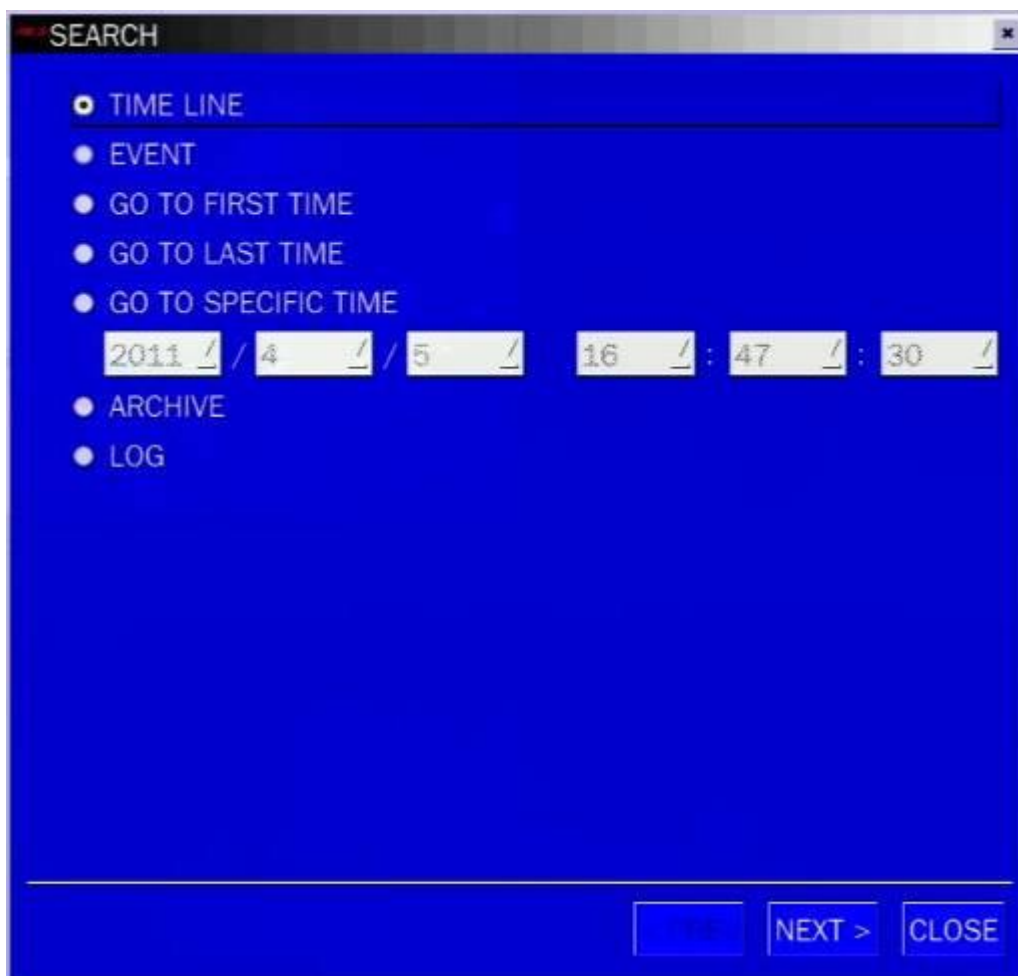 SEARCH
TIME LINE
EVENT
GO TO FIRST TIME
GO TO LAST TIME
GO TO SPECIFIC TIME
2011 / 4 / 5 16 : 47 : 30
ARCHIVE
LOG
NEXT > CLOSE